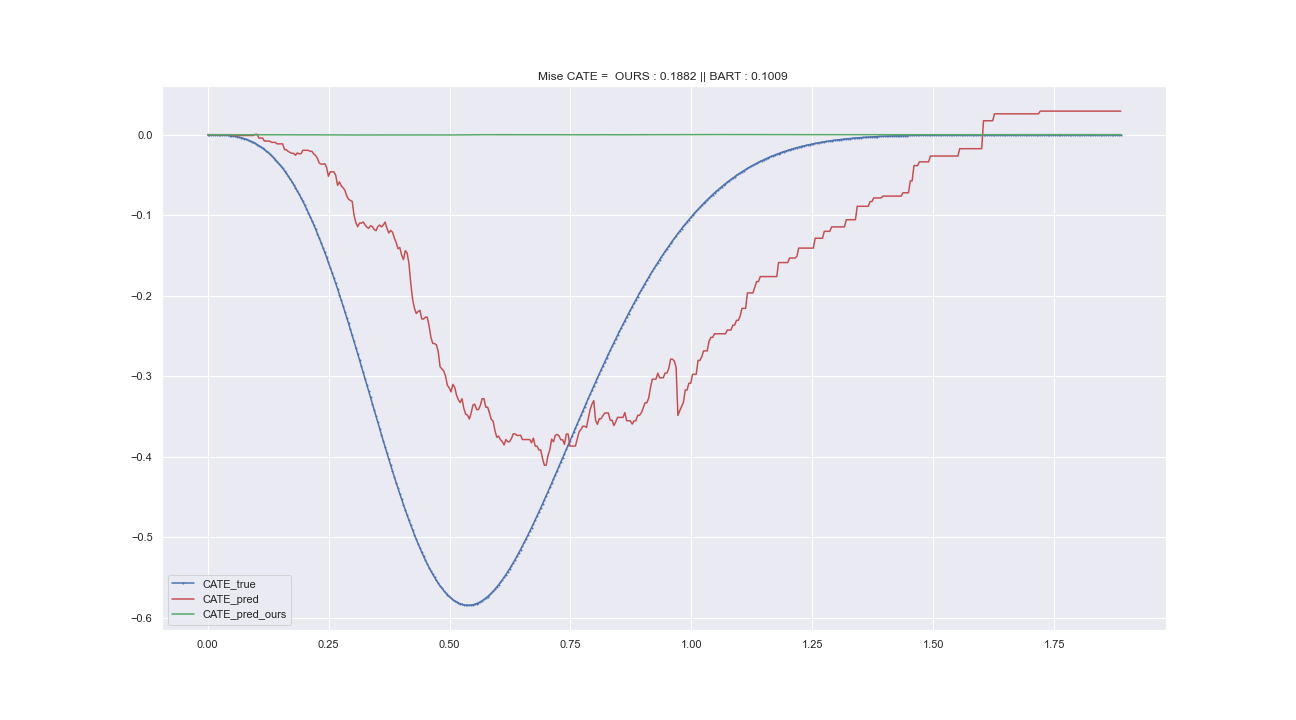 Mise CATE =  OURS : 0.1882 || BART : 0.1009
0.0
−0.1
−0.2
−0.3
−0.4
−0.5
−0.6
CATE_true
CATE_pred
CATE_pred_ours
0.00 0.25 0.50 0.75 1.00 1.25 1.50 1.75